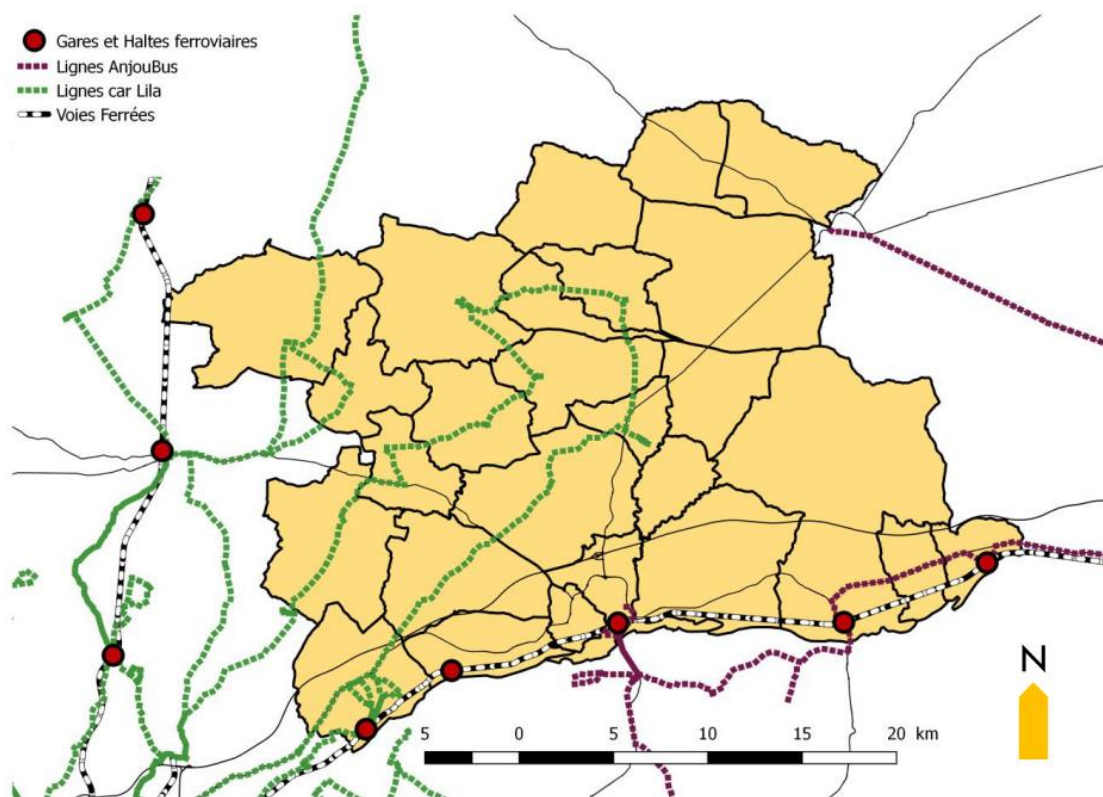 Gares et Haltes ferroviaires
Lignes AnjouBus
Lignes car Lila
Voies Ferrées
N
5 0 5 10 15 20 km